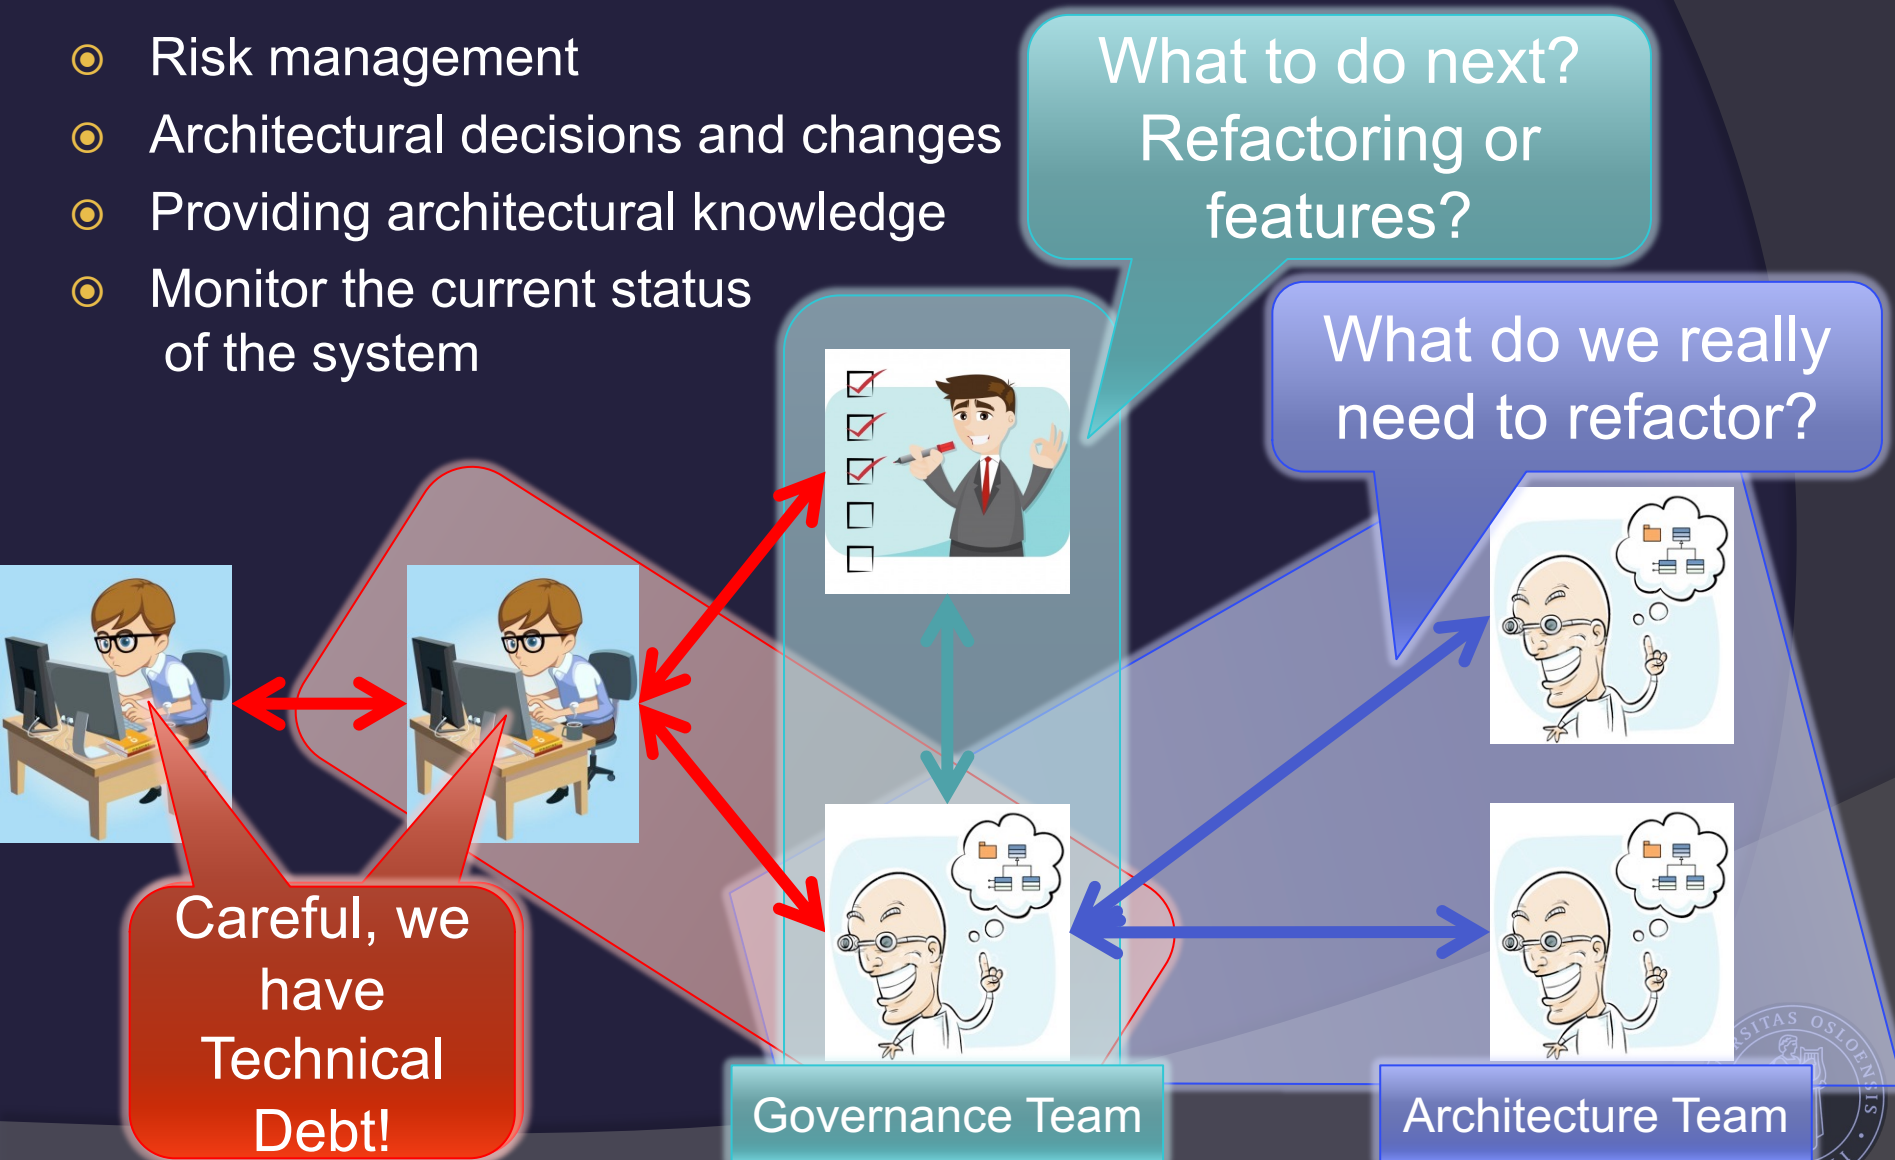 Risk management
Architectural decisions and changes
Providing architectural knowledge
Monitor the current status
of the system
What to do next?
Refactoring or
features?
What do we really
need to refactor?
Careful, we
have
Technical
Debt!
Governance Team
Architecture Team